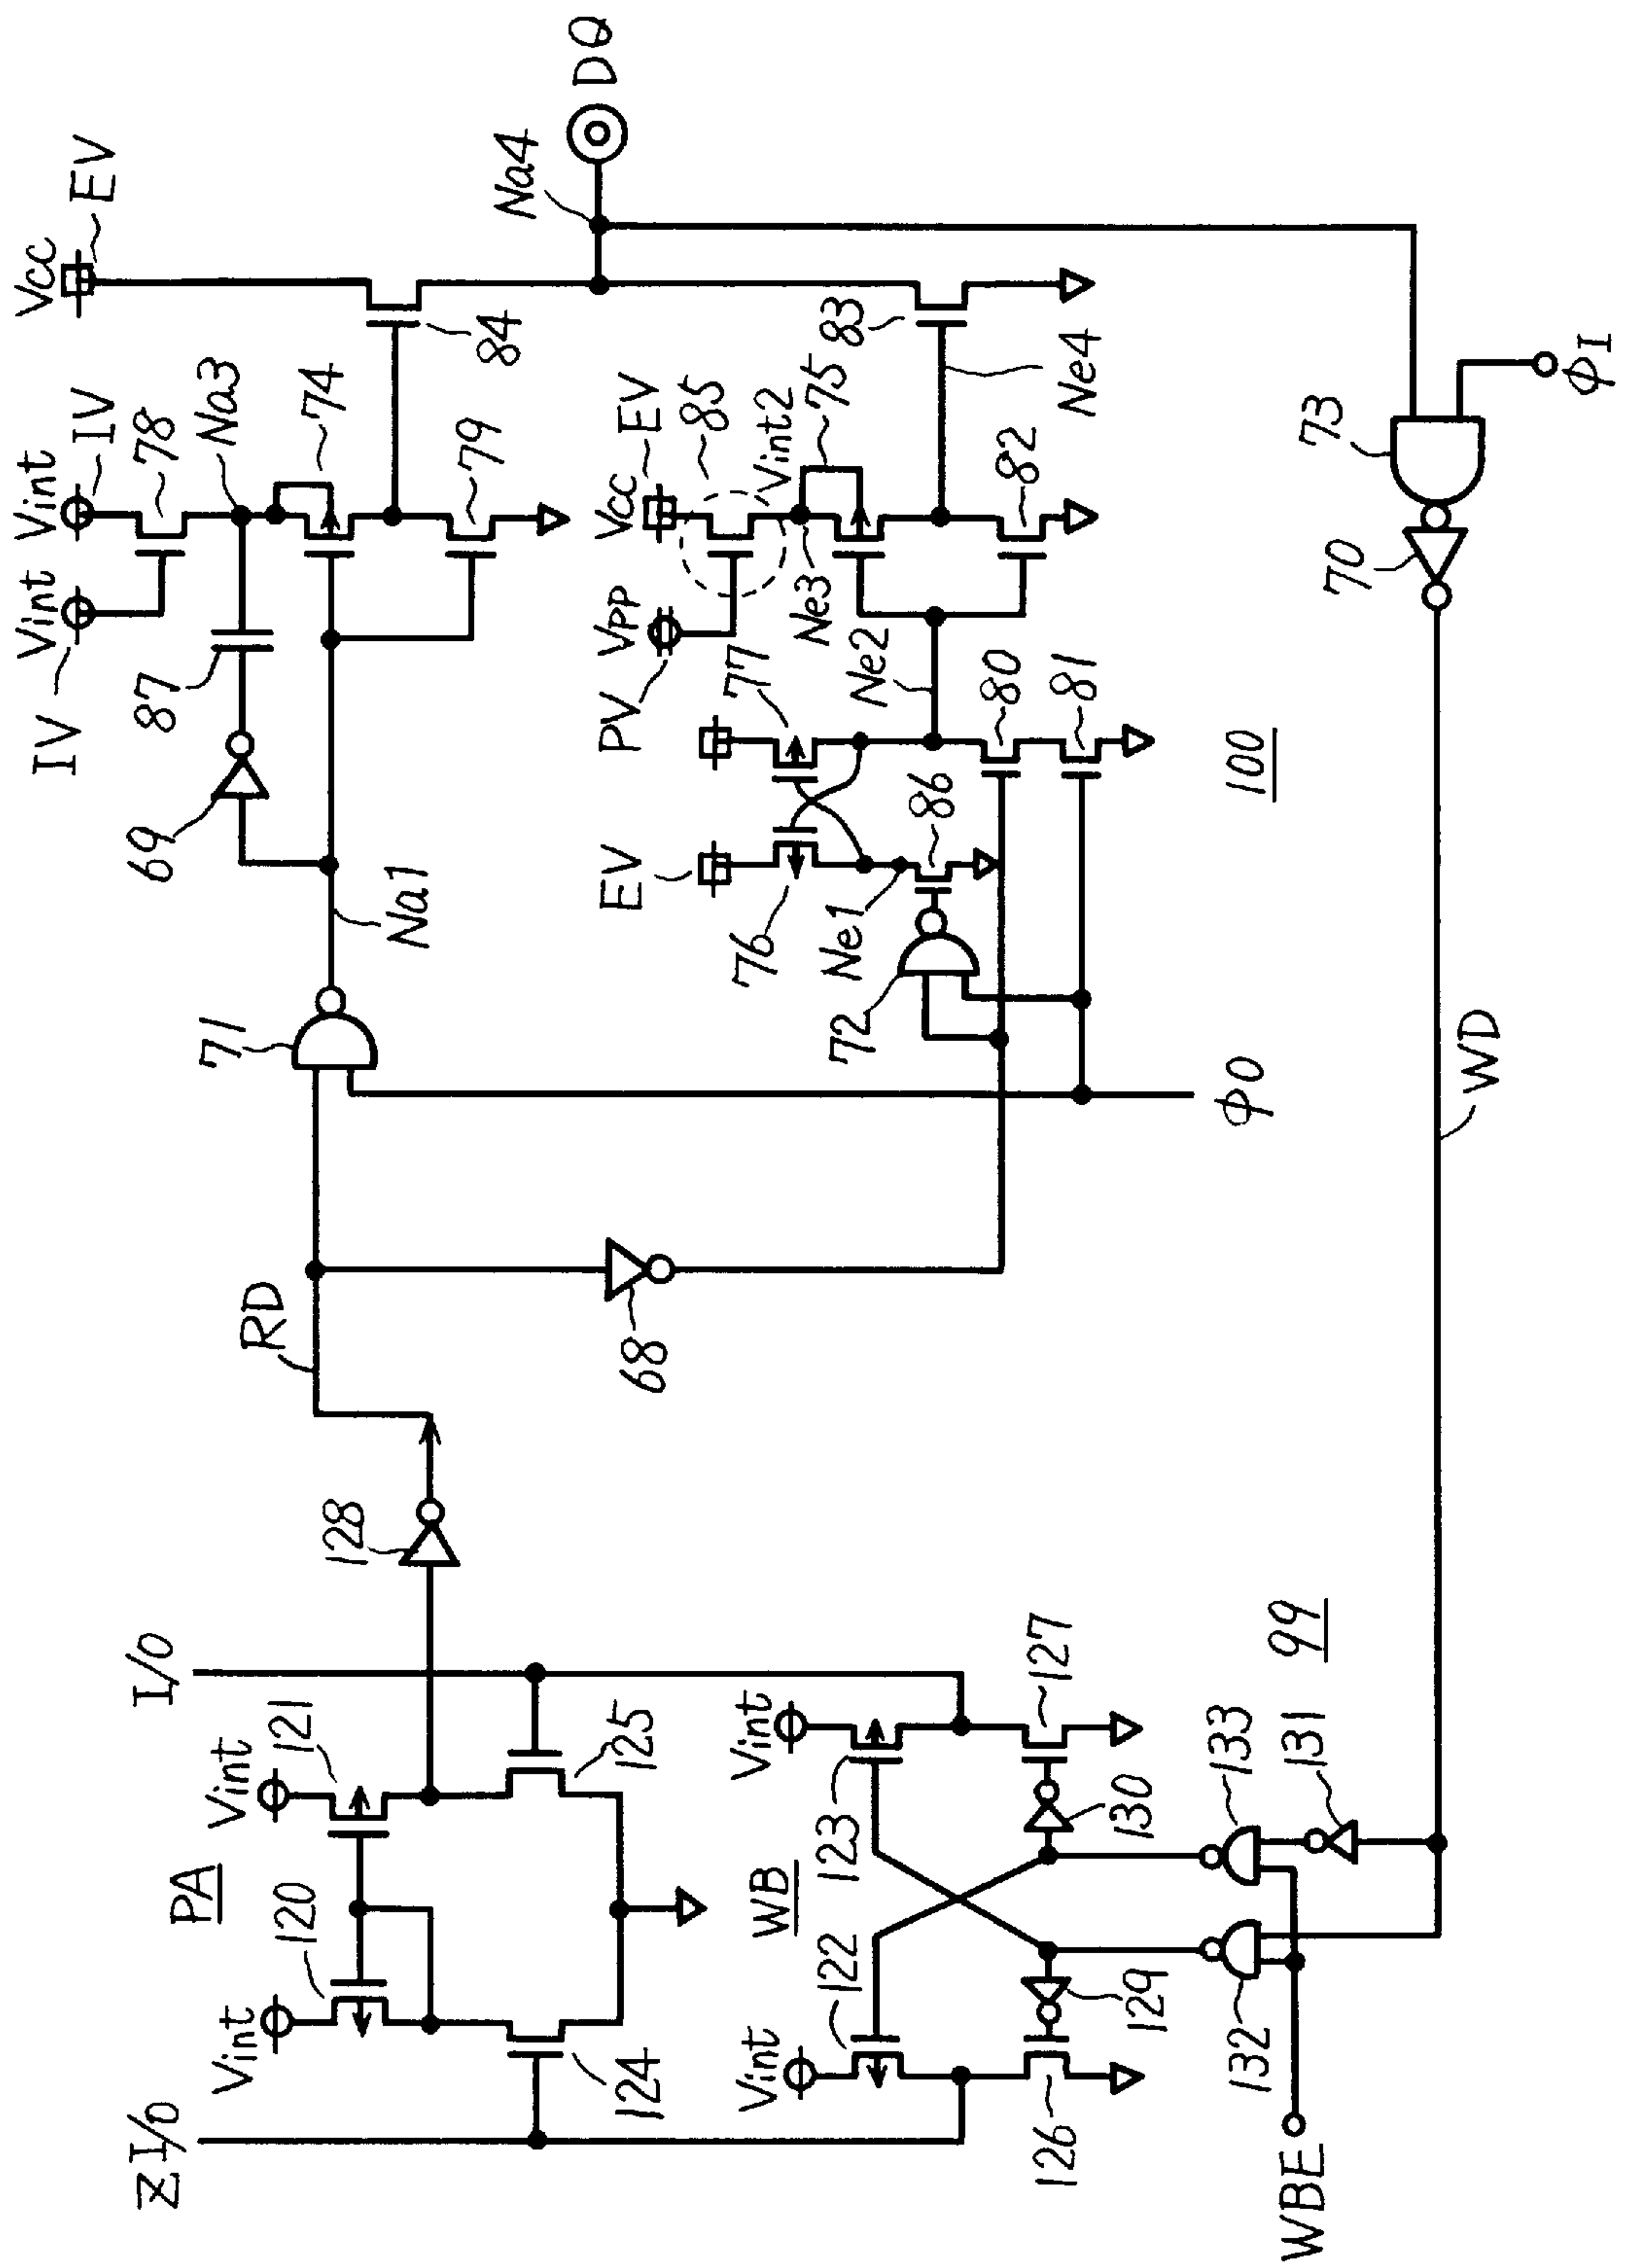 zI/O
I/O
PA
Vint
120
Vint
121
124
125
128
RD
71
Na1
69
87
IV
Vint
Vint
IV
78
Na3
74
79
Vcc
EV
84
Na4
DQ
68
EV
76
77
Ne1
86
72
80
81
Ne2
PV
VPP
Vcc
EV
85
Vint2
Ne3
75
82
83
Ne4
100
φO
WB
Vint
122
Vint
123
126
127
129
130
132
133
131
99
WBE
WD
70
73
φI